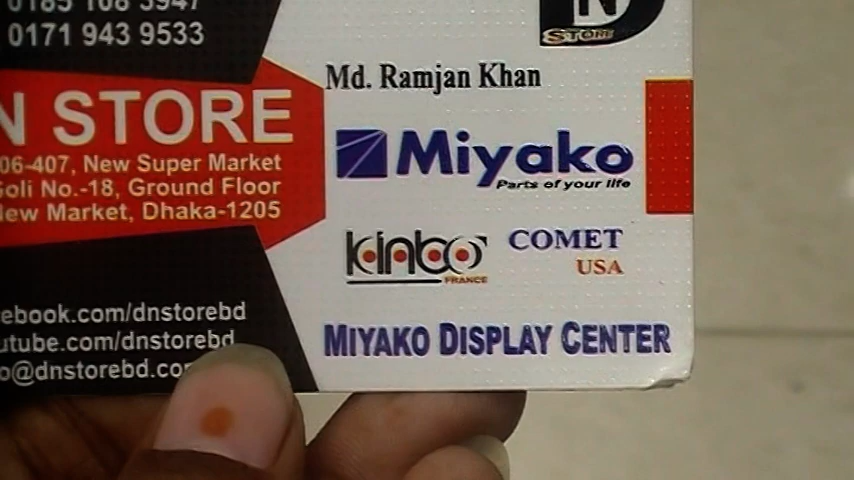 0171 943 9533
N STORE
06-407, New Super Market
Goli No.-18, Ground Floor
New Market, Dhaka-1205
ebook.com/dnstorebd
utube.com/dnstorebd
o@dnstorebd.co
N
STORE
Md. Ramjan Khan
Miyako
Parts of your life
kinbo
FRANCE
COMET
USA
MIYAKO DISPLAY CENTER